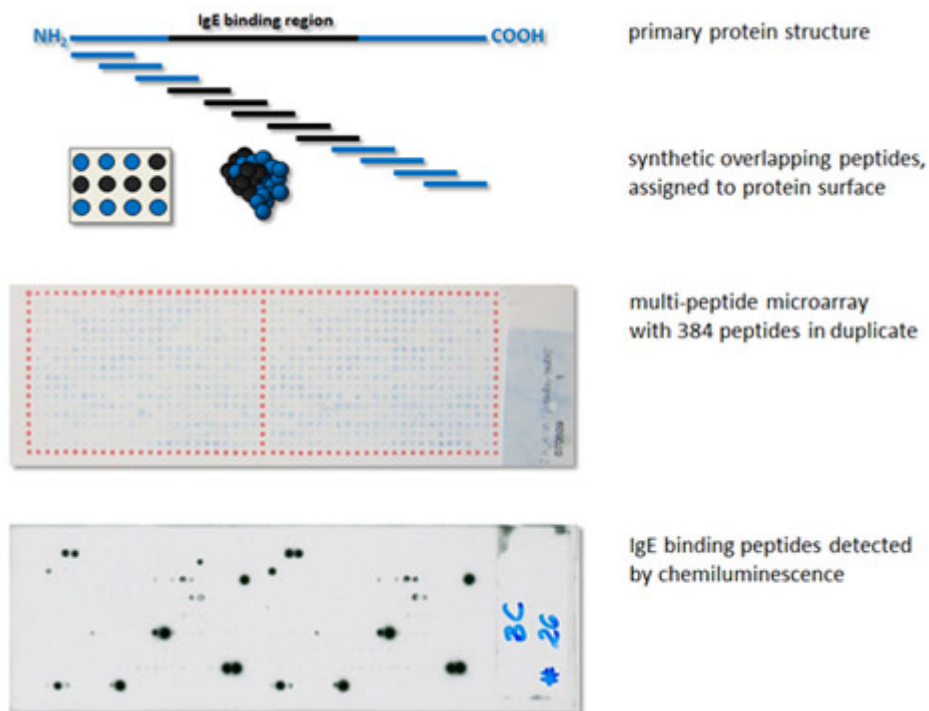 IgE binding region
NH2
COOH
primary protein structure
synthetic overlapping peptides,
assigned to protein surface
multi-peptide microarray
with 384 peptides in duplicate
IgE binding peptides detected
by chemiluminescence
BC
# 26